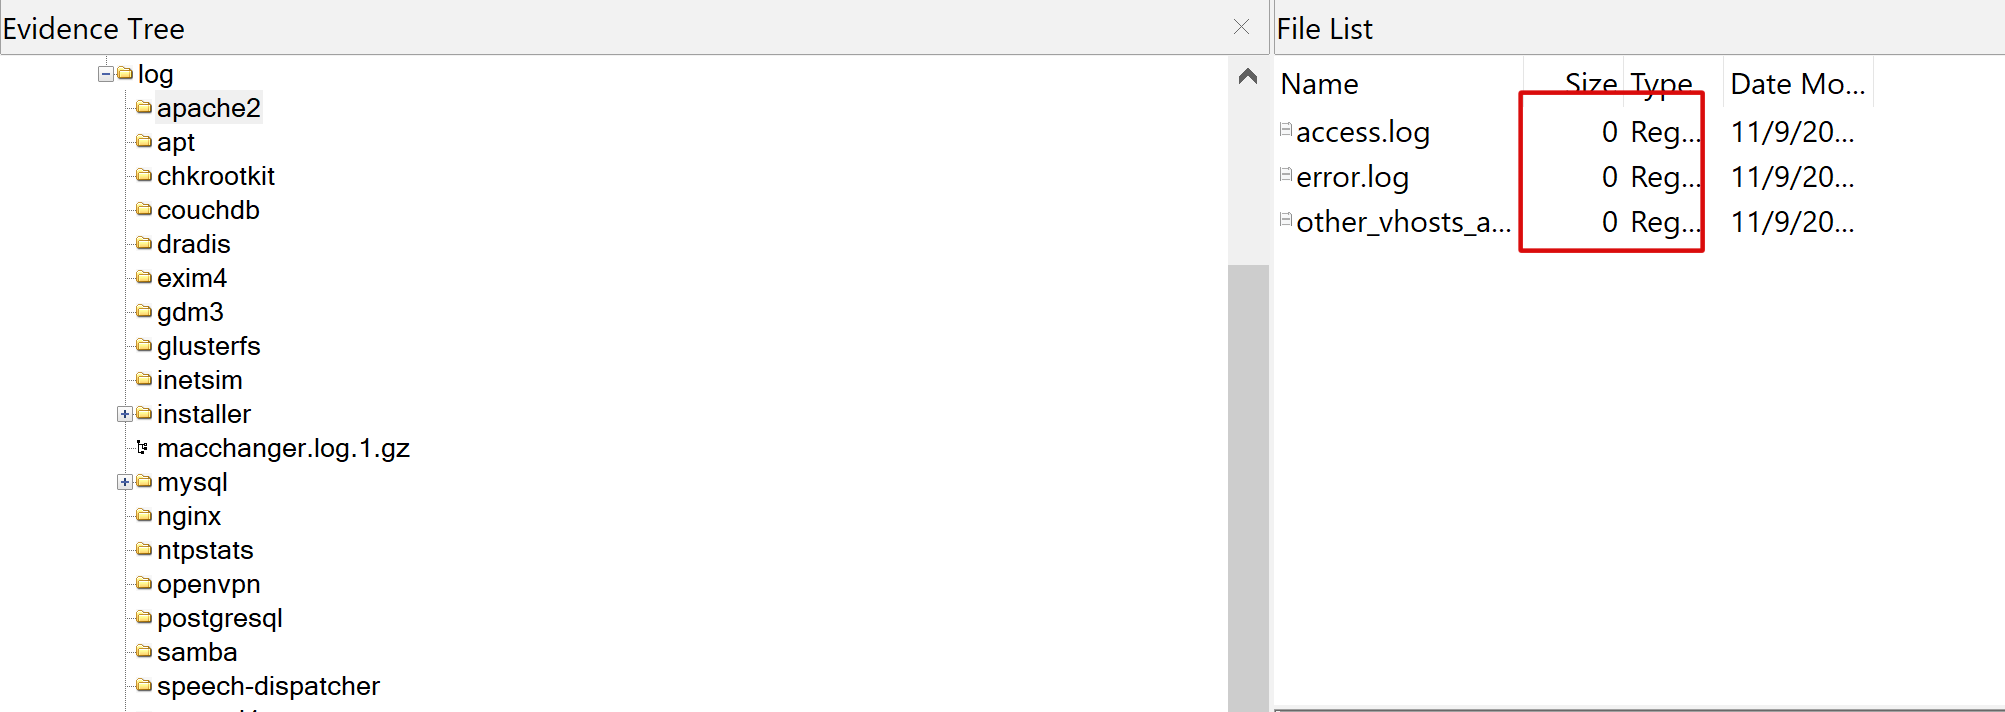 Evidence Tree
log
apache2
apt
chkrootkit
couchdb
dradis
exim4
gdm3
glusterfs
inetsim
installer
macchanger.log.1.gz
mysql
nginx
ntpstats
openvpn
postgresql
samba
speech-dispatcher
File List
Name Size Type Date Mo...
access.log 0 Reg... 11/9/20...
error.log 0 Reg... 11/9/20...
other_vhosts_a... 0 Reg... 11/9/20...